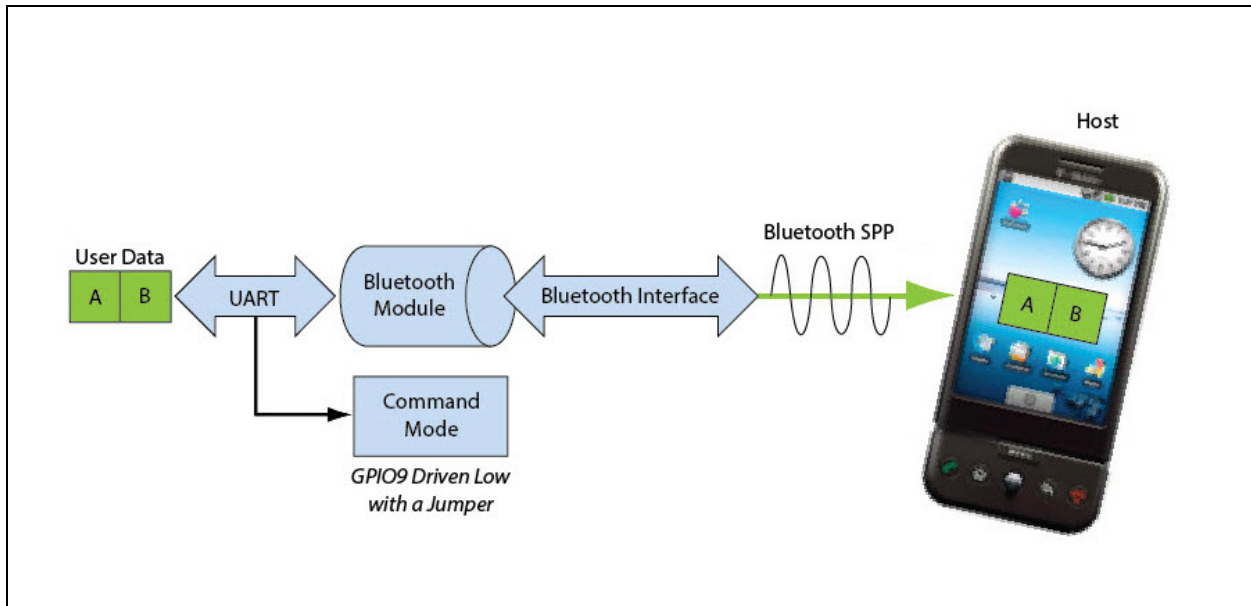 Host
Bluetooth SPP
User Data
A B
UART
Bluetooth
Module
Bluetooth Interface
A B
Command
Mode
GPIO9 Driven Low
with a Jumper